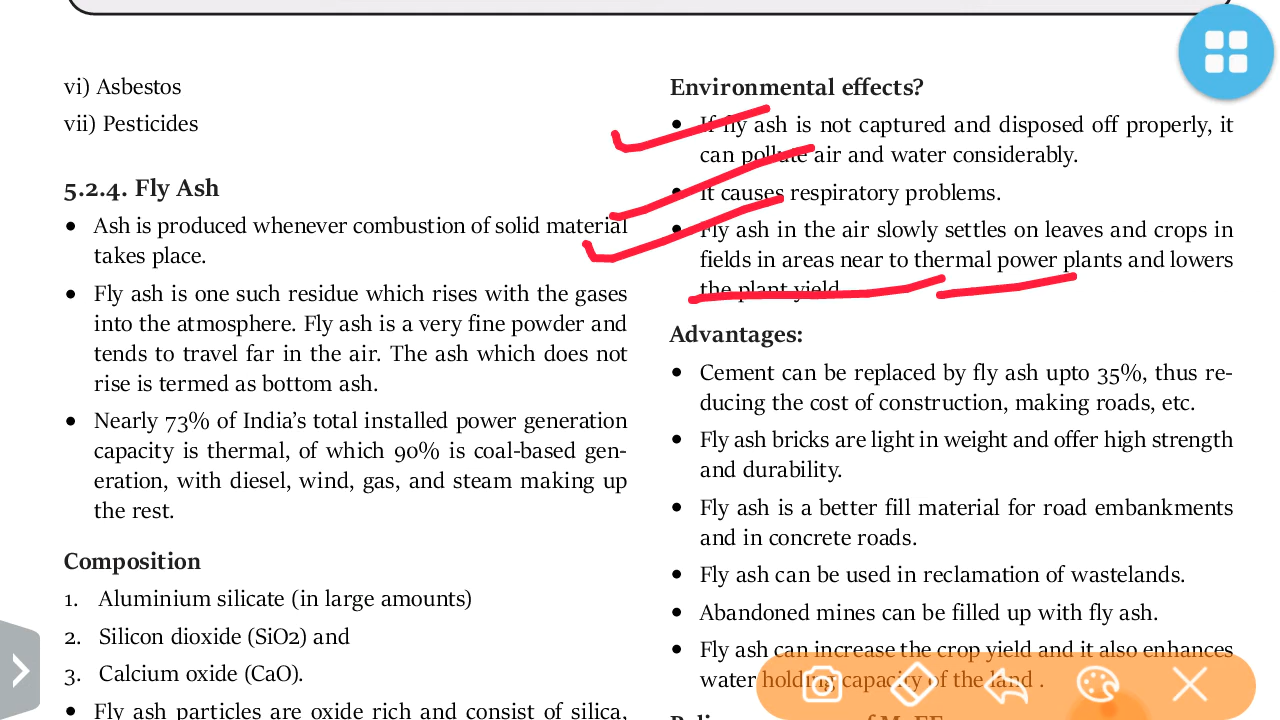 vi) Asbestos
vii) Pesticides
5.2.4. Fly Ash
• Ash is produced whenever combustion of solid material
takes place.
• Fly ash is one such residue which rises with the gases
into the atmosphere. Fly ash is a very fine powder and
tends to travel far in the air. The ash which does not
rise is termed as bottom ash.
• Nearly 73% of India's total installed power generation
capacity is thermal, of which 90% is coal-based gen-
eration, with diesel, wind, gas, and steam making up
the rest.
Composition
1. Aluminium silicate (in large amounts)
2. Silicon dioxide (SiO2) and
3. Calcium oxide (CaO).
• Fly ash particles are oxide rich and consist of silica,
Environmental effects?
• If fly ash is not captured and disposed off properly, it
can pollute air and water considerably.
• It causes respiratory problems.
• Fly ash in the air slowly settles on leaves and crops in
fields in areas near to thermal power plants and lowers
the plant yield.
Advantages:
• Cement can be replaced by fly ash upto 35%, thus re-
ducing the cost of construction, making roads, etc.
• Fly ash bricks are light in weight and offer high strength
and durability.
• Fly ash is a better fill material for road embankments
and in concrete roads.
• Fly ash can be used in reclamation of wastelands.
• Abandoned mines can be filled up with fly ash.
• Fly ash can increase the crop yield and it also enhances
water holding capacity of the land .